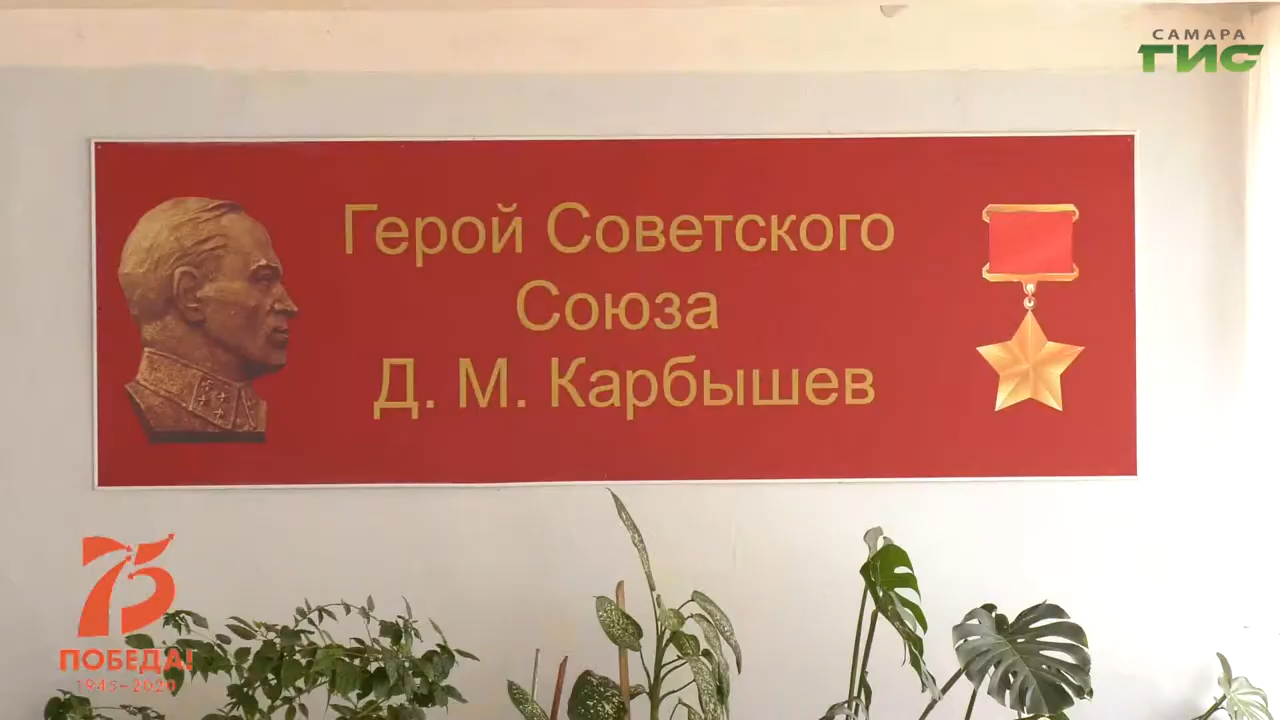 САМАРА
ГИС
Герой Советского
Союза
Д. М. Карбышев
75
ПОБЕДА!
1945-2020